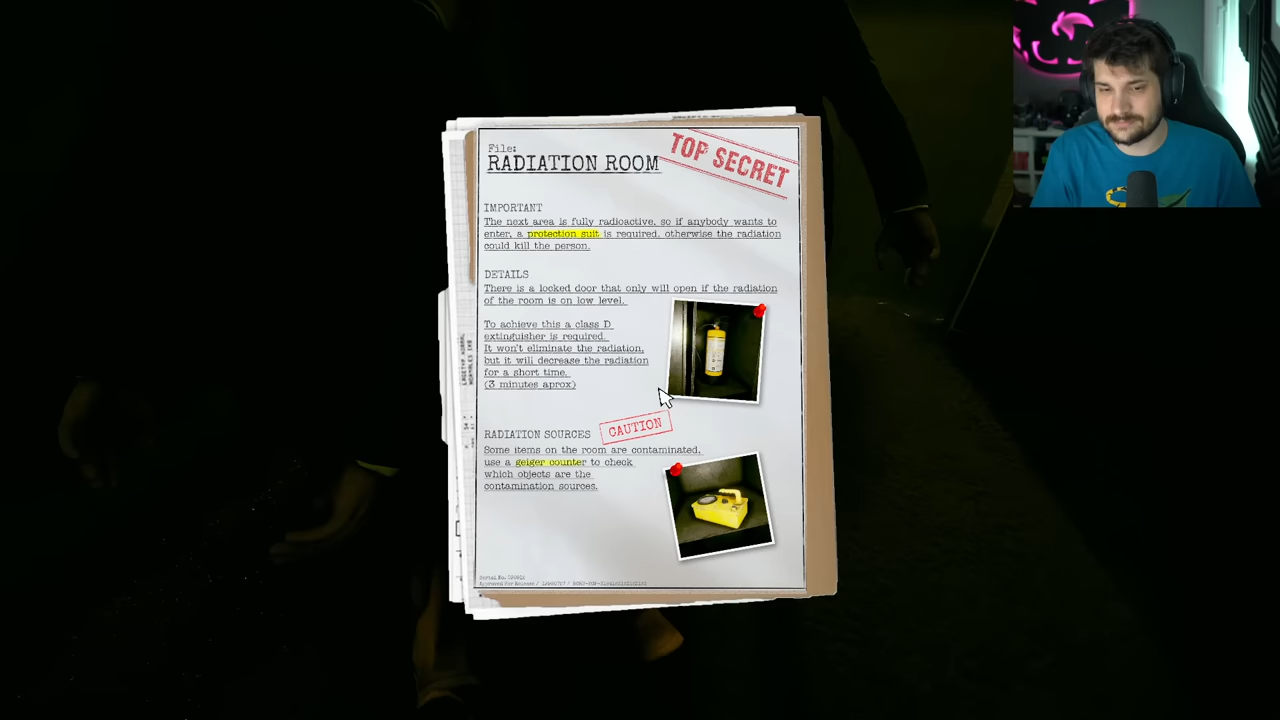 File:
RADIATION ROOM
TOP SECRET
IMPORTANT
The next area is fully radioactive, so if anybody wants to
enter, a protection suit is required, otherwise the radiation
could kill the person.
DETAILS
There is a locked door that only will open if the radiation
of the room is on low level.
To achieve this a class D
extinguisher is required.
It won't eliminate the radiation,
but it will decrease the radiation
for a short time.
(3 minutes aprox)
RADIATION SOURCES
CAUTION
Some items on the room are contaminated,
use a geiger counter to check
which objects are the
contamination sources.